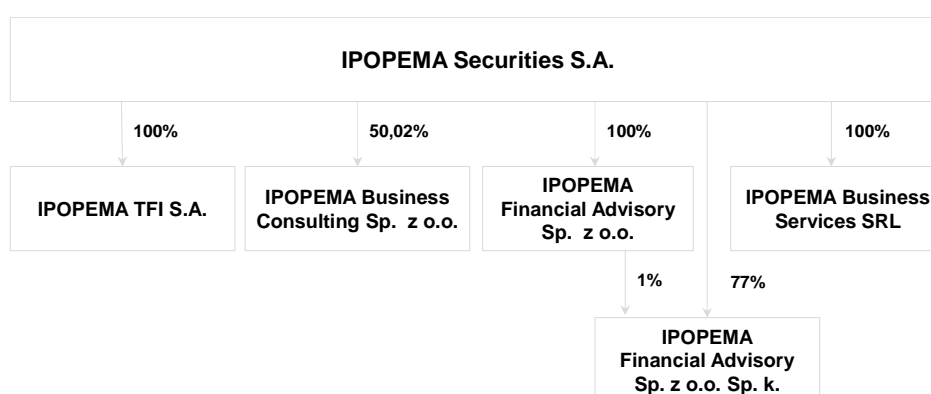 IPOPEMA Securities S.A.
100%
50,02%
100%
100%
IPOPEMA TFI S.A.
IPOPEMA Business
Consulting Sp. z o.o.
IPOPEMA
Financial Advisory
Sp. z o.o.
IPOPEMA Business
Services SRL
1%
77%
IPOPEMA
Financial Advisory
Sp. z o.o. Sp. k.